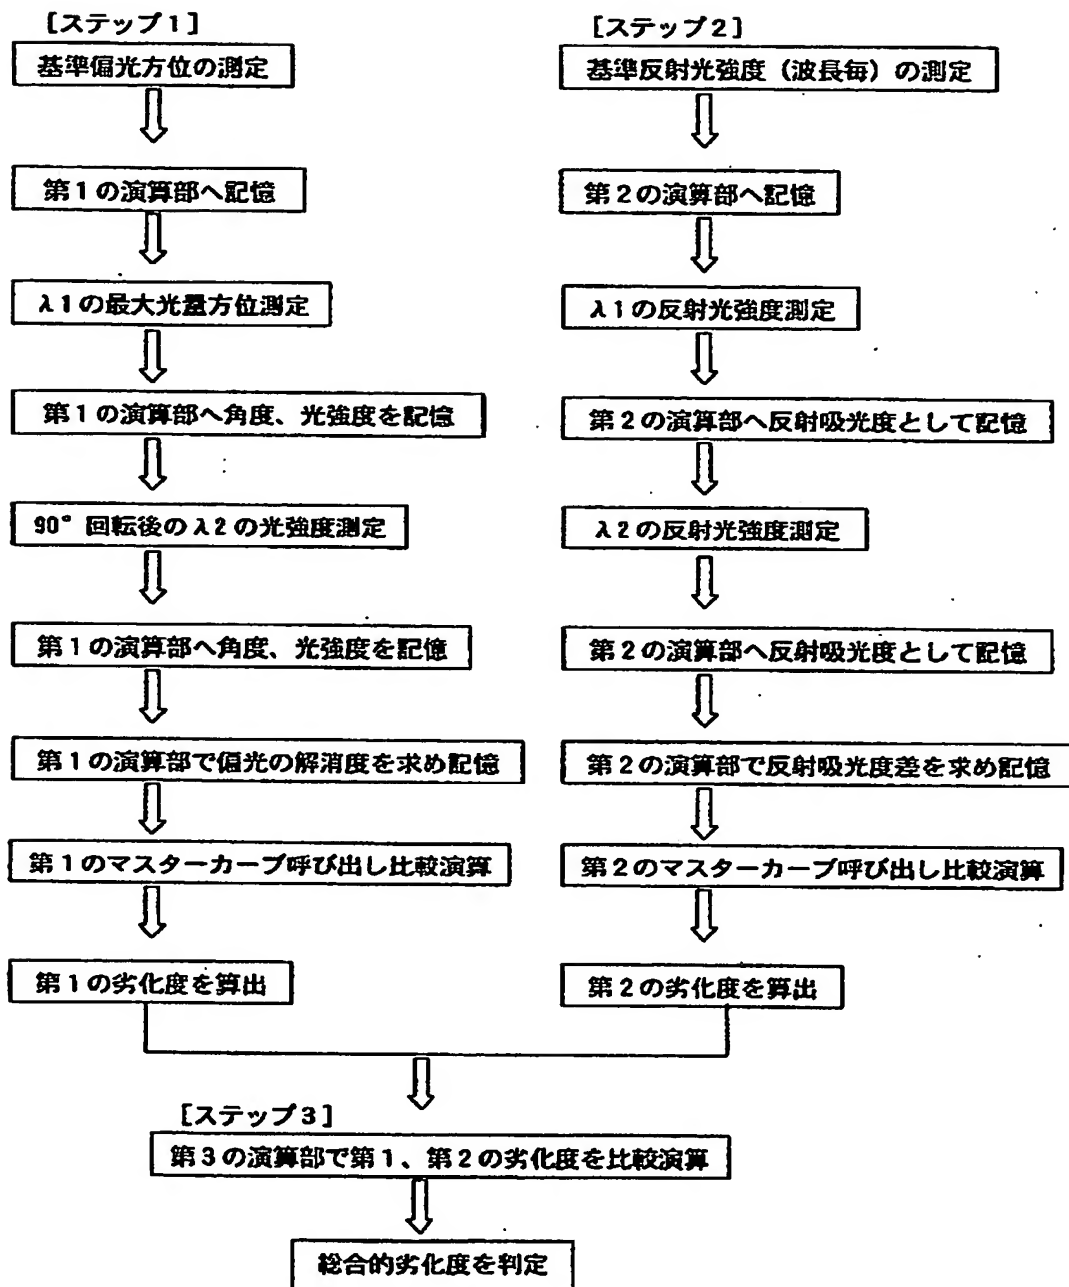 [ステップ1]
基準偏光方位の測定
第1の演算部へ記憶
λ1の最大光量方位測定
第1の演算部へ角度、光強度を記憶
90°回転後のλ2の光強度測定
第1の演算部へ角度、光強度を記憶
第1の演算部で偏光の解消度を求め記憶
第1のマスターカーブ呼び出し比較演算
第1の劣化度を算出
[ステップ2]
基準反射光強度（波長毎）の測定
第2の演算部へ記憶
λ1の反射光強度測定
第2の演算部へ反射吸光度として記憶
λ2の反射光強度測定
第2の演算部へ反射吸光度として記憶
第2の演算部で反射吸光度差を求め記憶
第2のマスターカーブ呼び出し比較演算
第2の劣化度を算出
[ステップ3]
第3の演算部で第1、第2の劣化度を比較演算
総合的劣化度を判定